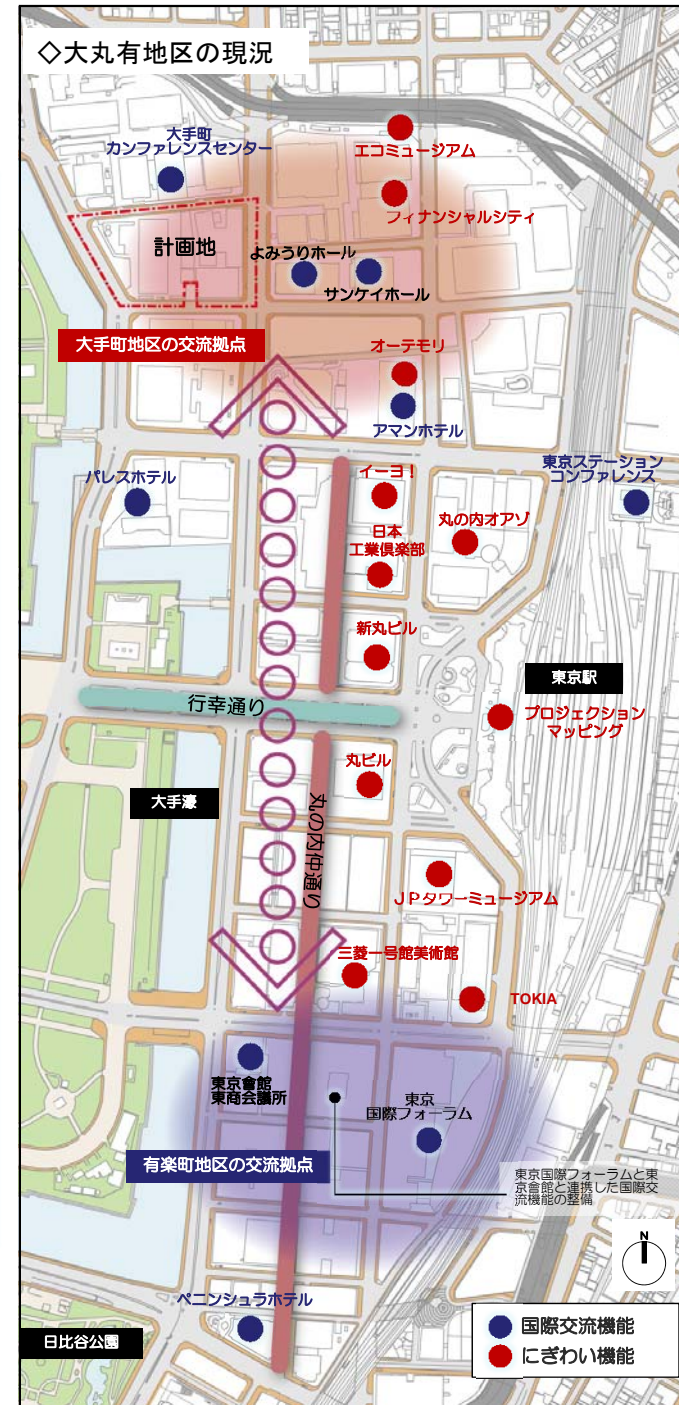 ◇大丸有地区の現況
大手町
カンファレンスセンター
エコミュージアム
フィナンシャルシティ
計画地
よみうりホール
サンケイホール
大手町地区の交流拠点
オーテモリ
アマンホテル
イーヨ!
東京ステーション
コンファレンス
パレスホテル
丸の内オアゾ
日本
工業倶楽部
新丸ビル
東京駅
行幸通り
プロジェクション
マッピング
丸ビル
大手濠
丸の内仲通り
JPタワーミュージアム
三菱一号館美術館
TOKIA
東京會館
東商会議所
東京
国際フォーラム
有楽町地区の交流拠点
東京国際フォーラムと東
京會館と連携した国際交
流機能の整備
N
ペニンシュラホテル
日比谷公園
国際交流機能
にぎわい機能